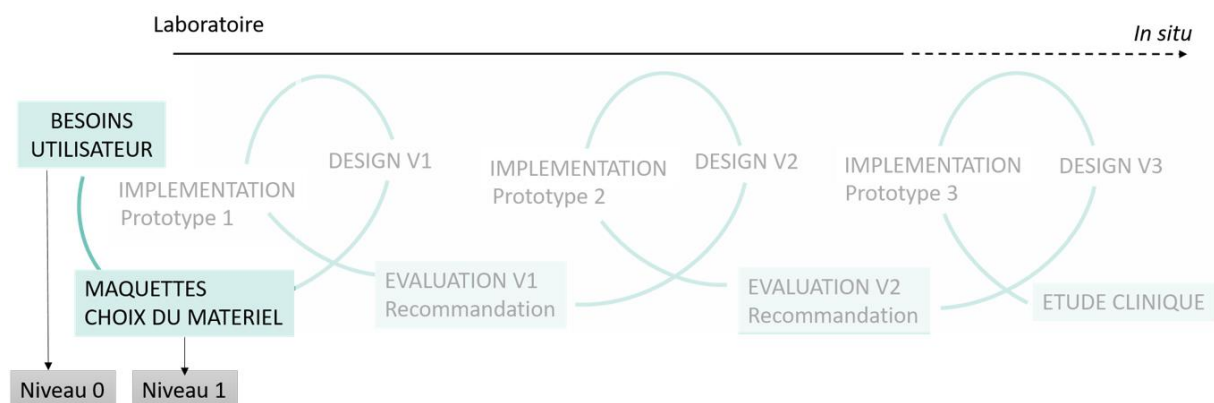 Laboratoire
In situ
BESOINS
UTILISATEUR
IMPLEMENTATION
Prototype 1
DESIGN V1
IMPLEMENTATION
Prototype 2
DESIGN V2
IMPLEMENTATION
Prototype 3
DESIGN V3
MAQUETTES
CHOIX DU MATERIEL
EVALUATION V1
Recommandation
EVALUATION V2
Recommandation
ETUDE CLINIQUE
Niveau 0
Niveau 1